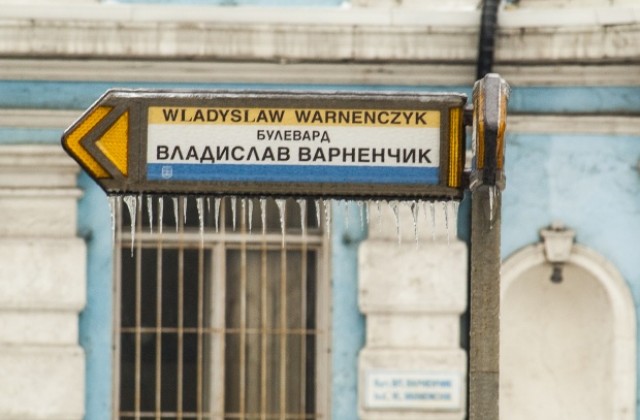 WLADYSLAW WARNENCZYK
БУЛЕВАРД
ВЛАДИСЛАВ ВАРНЕНЧИК